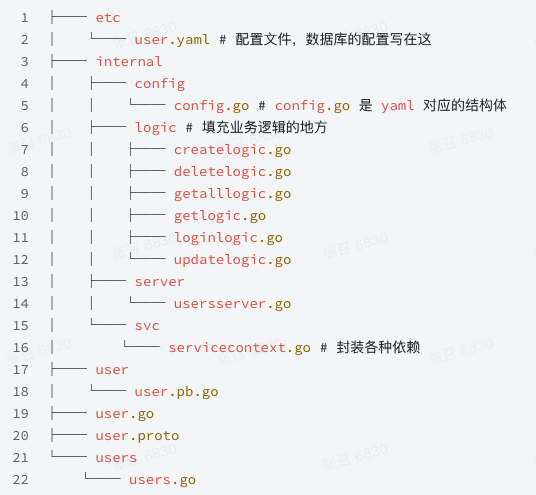 1 ├── etc
2 │   └── user.yaml # 配置文件，数据库的配置写在这
3 ├── internal
4 │   ├── config
5 │   │   └── config.go # config.go 是 yaml 对应的结构体
6 │   ├── logic # 填充业务逻辑的地方
7 │   │   ├── createlogic.go
8 │   │   ├── deletelogic.go
9 │   │   ├── getalllogic.go
10 │   │   ├── getlogic.go
11 │   │   ├── loginlogic.go
12 │   │   └── updatelogic.go
13 │   ├── server
14 │   │   └── usersserver.go
15 │   └── svc
16 │       └── servicecontext.go # 封装各种依赖
17 ├── user
18 │   └── user.pb.go
19 ├── user.go
20 ├── user.proto
21 └── users
22     └── users.go
张召 6830